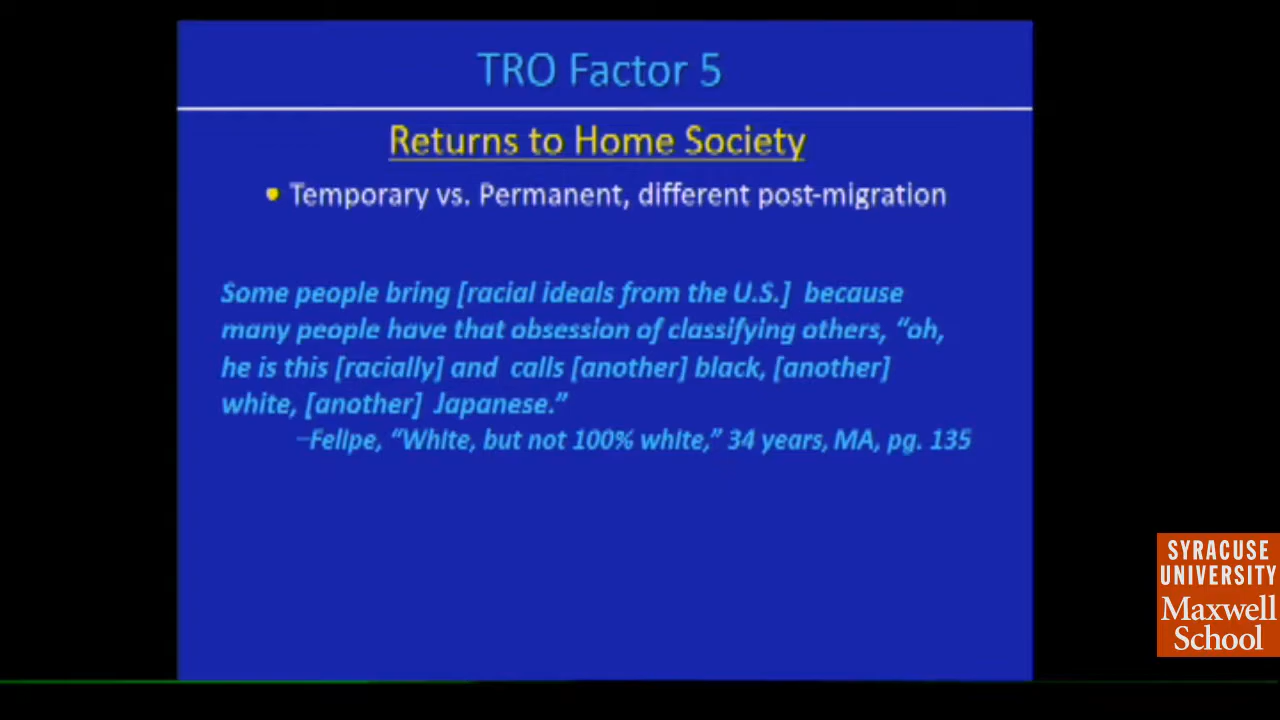 TRO Factor 5
Returns to Home Society
• Temporary vs. Permanent, different post-migration
Some people bring [racial ideals from the U.S.] because
many people have that obsession of classifying others, “oh,
he is this [racially] and calls [another] black, [another]
white, [another] Japanese.”
–Felipe, “White, but not 100% white,” 34 years, MA, pg. 135
SYRACUSE
UNIVERSITY
Maxwell
School